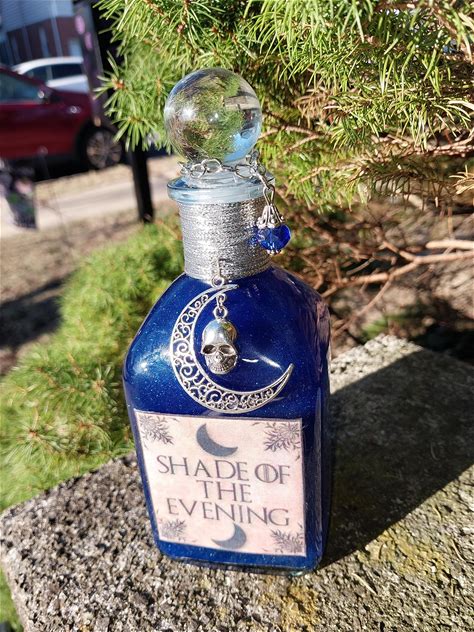 SHADE OF
THE
EVENING